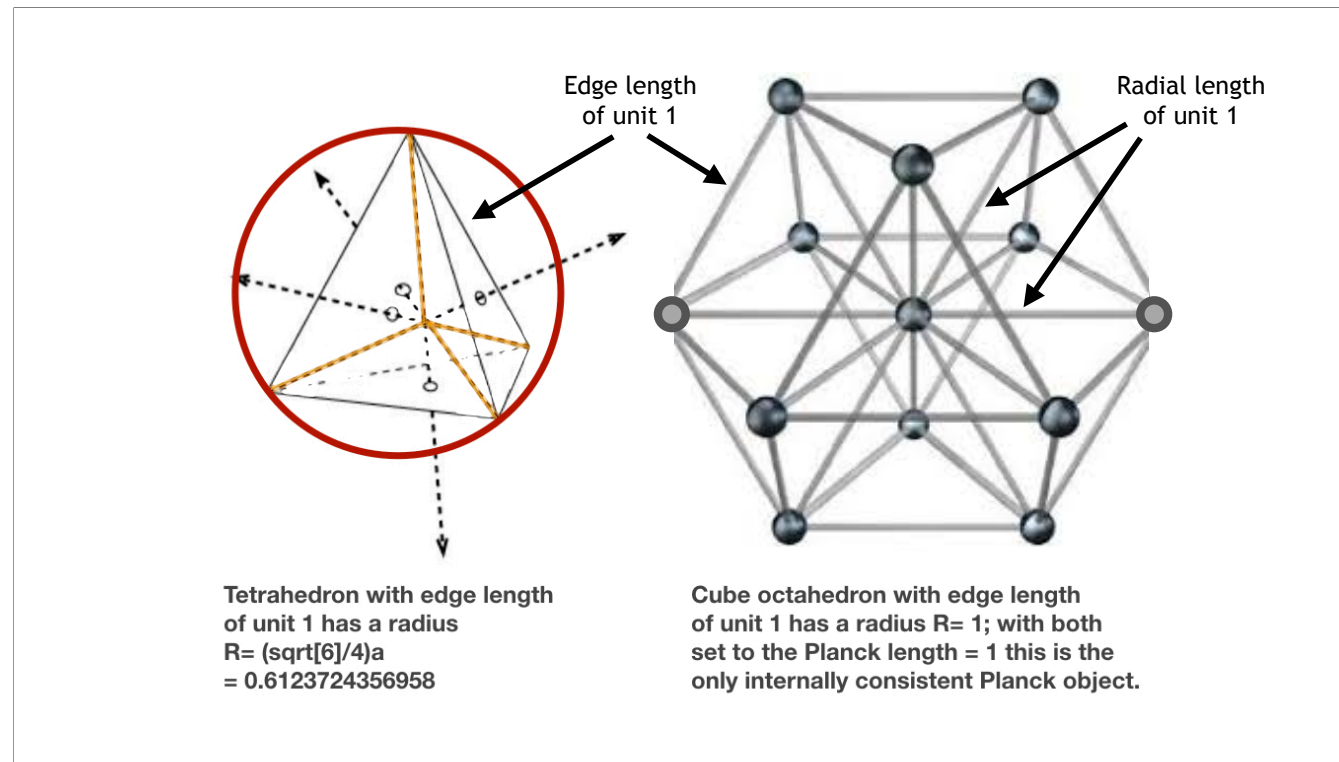 Edge length
of unit 1
Radial length
of unit 1
Tetrahedron with edge length
of unit 1 has a radius
R= (sqrt[6]/4)a
= 0.6123724356958
Cube octahedron with edge length
of unit 1 has a radius R= 1; with both
set to the Planck length = 1 this is the
only internally consistent Planck object.